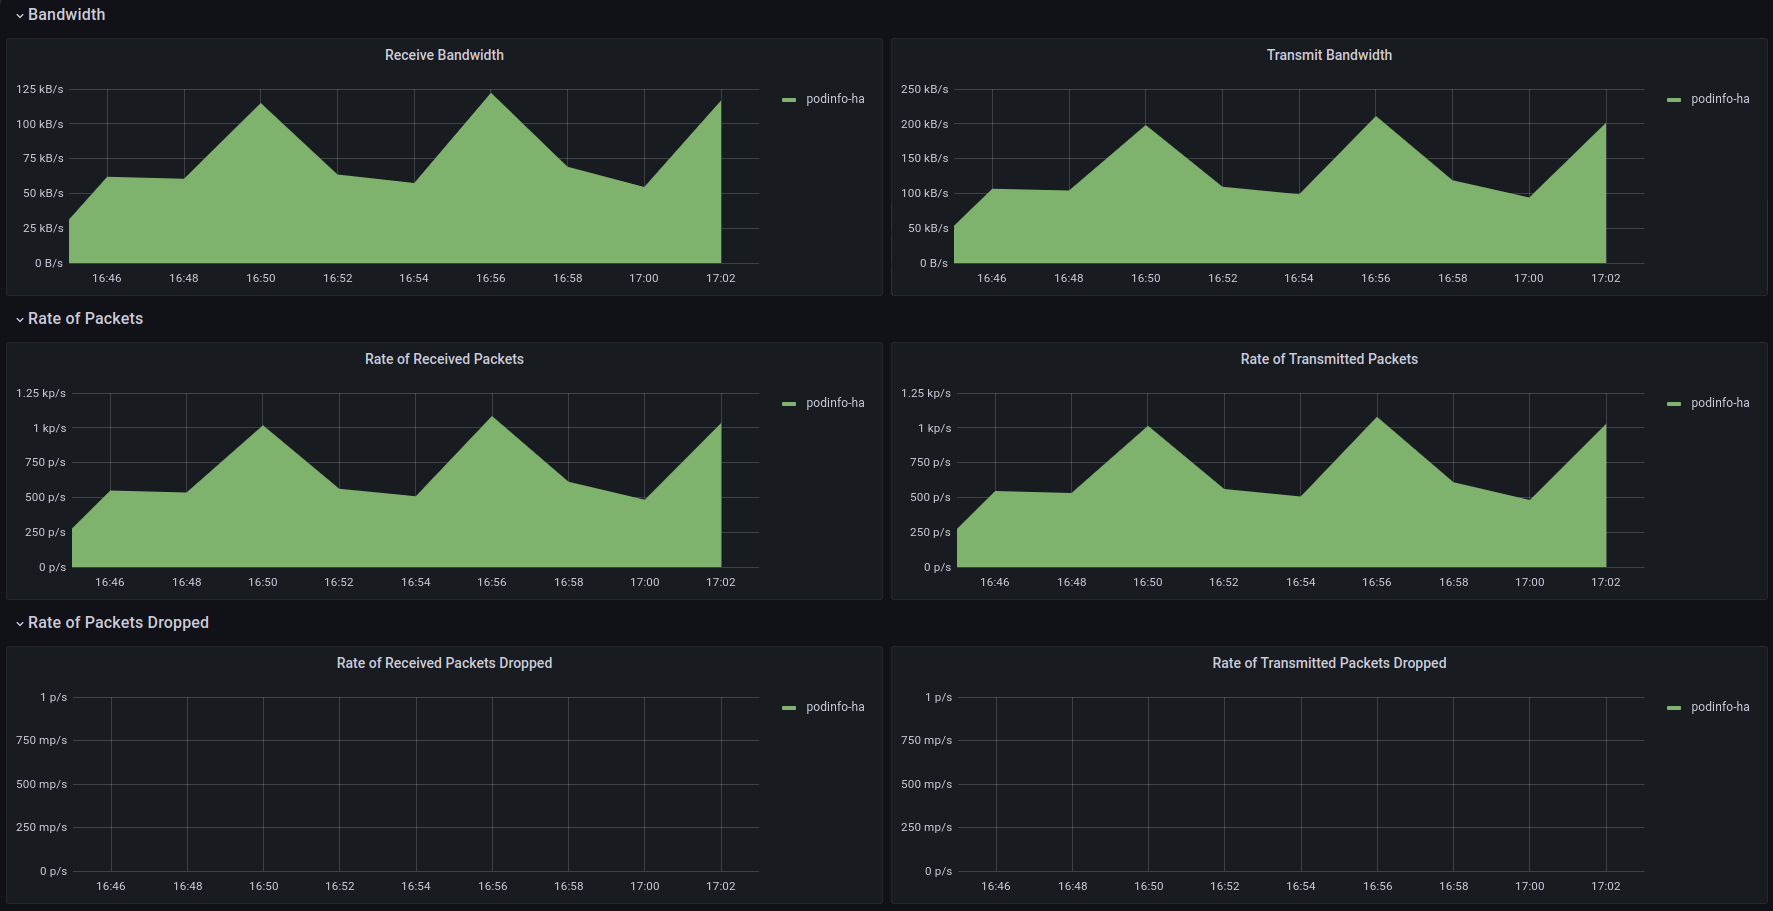 Bandwidth
Receive Bandwidth
125 kB/s
100 kB/s
75 kB/s
50 kB/s
25 kB/s
0 B/s
16:46 16:48 16:50 16:52 16:54 16:56 16:58 17:00 17:02
podinfo-ha
Transmit Bandwidth
250 kB/s
200 kB/s
150 kB/s
100 kB/s
50 kB/s
0 B/s
16:46 16:48 16:50 16:52 16:54 16:56 16:58 17:00 17:02
podinfo-ha
Rate of Packets
Rate of Received Packets
1.25 kp/s
1 kp/s
750 p/s
500 p/s
250 p/s
0 p/s
16:46 16:48 16:50 16:52 16:54 16:56 16:58 17:00 17:02
podinfo-ha
Rate of Transmitted Packets
1.25 kp/s
1 kp/s
750 p/s
500 p/s
250 p/s
0 p/s
16:46 16:48 16:50 16:52 16:54 16:56 16:58 17:00 17:02
podinfo-ha
Rate of Packets Dropped
Rate of Received Packets Dropped
1 p/s
750 mp/s
500 mp/s
250 mp/s
0 p/s
16:46 16:48 16:50 16:52 16:54 16:56 16:58 17:00 17:02
podinfo-ha
Rate of Transmitted Packets Dropped
1 p/s
750 mp/s
500 mp/s
250 mp/s
0 p/s
16:46 16:48 16:50 16:52 16:54 16:56 16:58 17:00 17:02
podinfo-ha